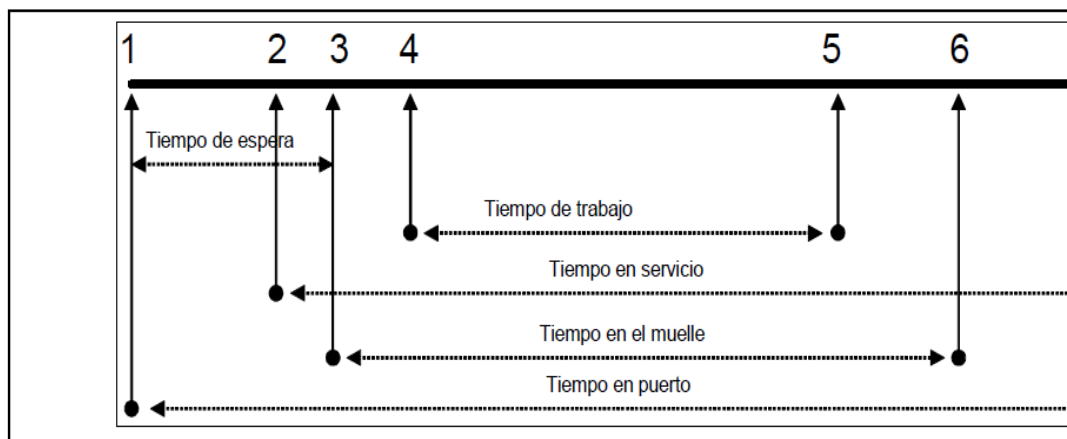 1 2 3 4 5 6
Tiempo de espera
Tiempo de trabajo
Tiempo en servicio
Tiempo en el muelle
Tiempo en puerto